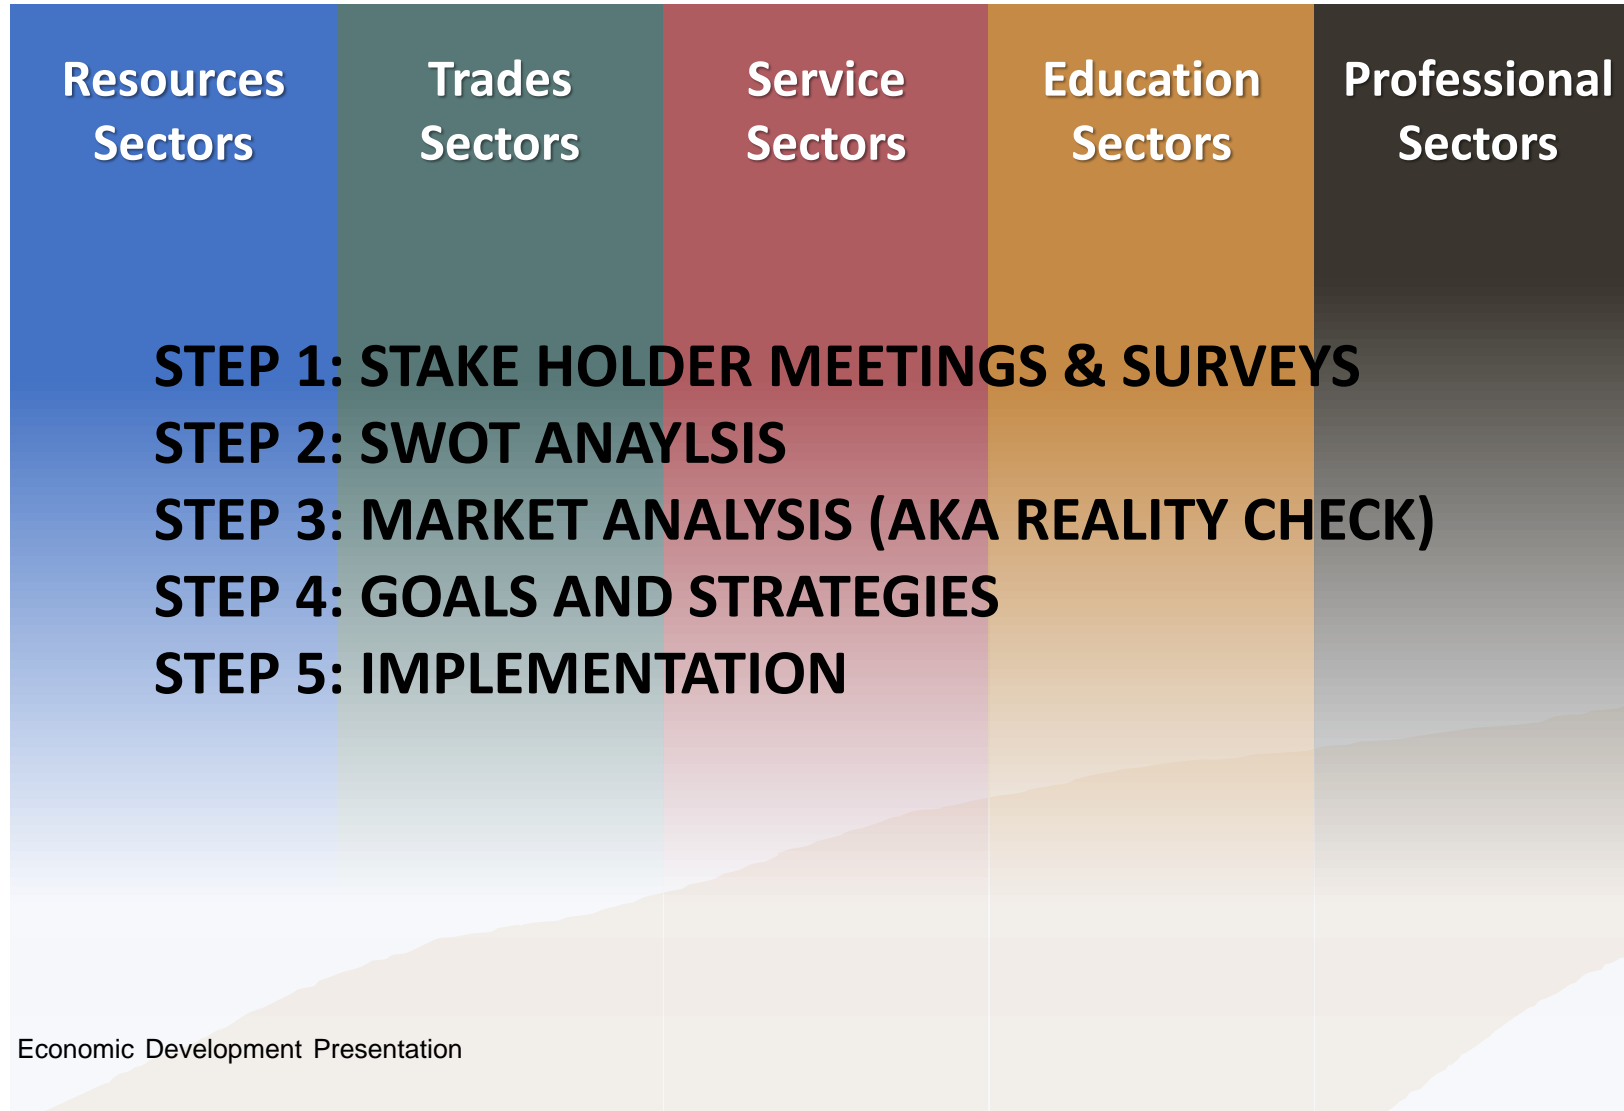 Resources
Sectors
Trades
Sectors
Service
Sectors
Education
Sectors
Professional
Sectors
STEP 1: STAKE HOLDER MEETINGS & SURVEYS
STEP 2: SWOT ANAYLSIS
STEP 3: MARKET ANALYSIS (AKA REALITY CHECK)
STEP 4: GOALS AND STRATEGIES
STEP 5: IMPLEMENTATION
Economic Development Presentation